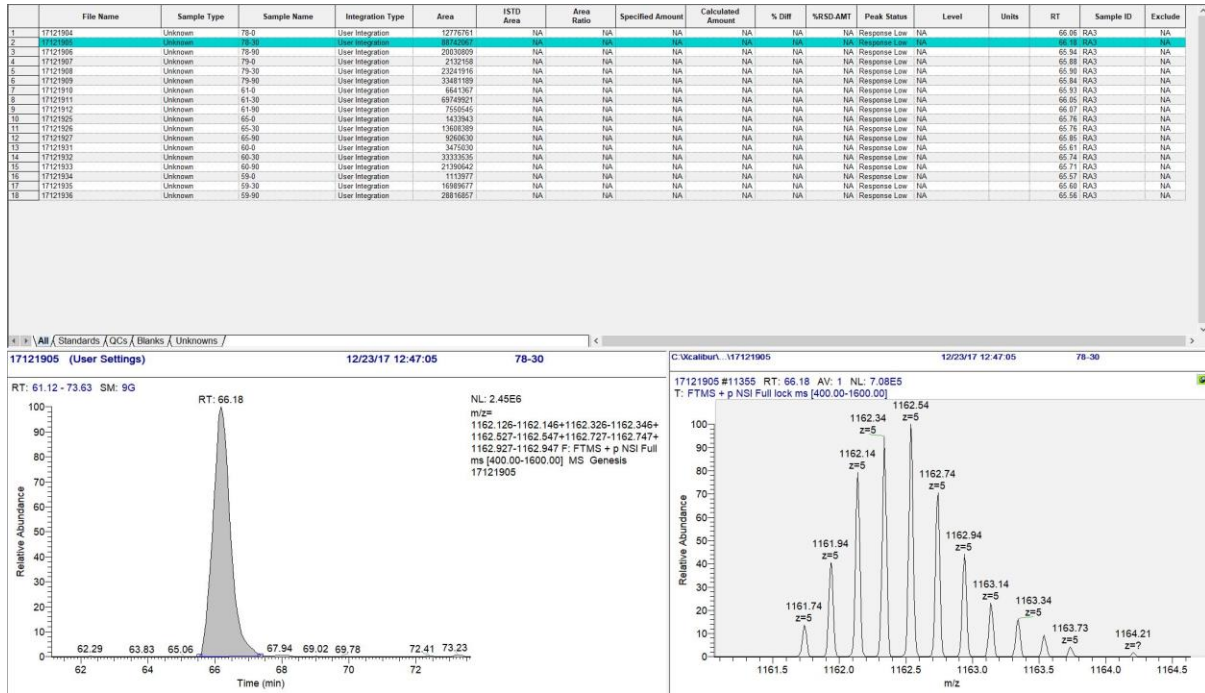 File Name Sample Type Sample Name Integration Type Area ISTD Area Area Ratio Specified Amount Calculated Amount % Diff %RSD-AMT Peak Status Level Units RT Sample ID Exclude
1 17121904 Unknown 78-0 User Integration 12776761 NA NA NA NA NA NA Response Low NA 66.06 RA3 NA
2 17121905 Unknown 78-30 User Integration 88742067 NA NA NA NA NA NA Response Low NA 66.18 RA3 NA
3 17121906 Unknown 78-90 User Integration 20030809 NA NA NA NA NA NA Response Low NA 65.94 RA3 NA
4 17121907 Unknown 79-0 User Integration 2132158 NA NA NA NA NA NA Response Low NA 65.88 RA3 NA
5 17121908 Unknown 79-30 User Integration 23241916 NA NA NA NA NA NA Response Low NA 65.90 RA3 NA
6 17121909 Unknown 79-90 User Integration 33481189 NA NA NA NA NA NA Response Low NA 65.84 RA3 NA
7 17121910 Unknown 61-0 User Integration 6641367 NA NA NA NA NA NA Response Low NA 65.93 RA3 NA
8 17121911 Unknown 61-30 User Integration 69749921 NA NA NA NA NA NA Response Low NA 66.05 RA3 NA
9 17121912 Unknown 61-90 User Integration 7550545 NA NA NA NA NA NA Response Low NA 66.07 RA3 NA
10 17121925 Unknown 65-0 User Integration 1433943 NA NA NA NA NA NA Response Low NA 65.76 RA3 NA
11 17121926 Unknown 65-30 User Integration 13608389 NA NA NA NA NA NA Response Low NA 65.76 RA3 NA
12 17121927 Unknown 65-90 User Integration 9260630 NA NA NA NA NA NA Response Low NA 65.85 RA3 NA
13 17121931 Unknown 60-0 User Integration 3475030 NA NA NA NA NA NA Response Low NA 65.61 RA3 NA
14 17121932 Unknown 60-30 User Integration 33333535 NA NA NA NA NA NA Response Low NA 65.74 RA3 NA
15 17121933 Unknown 60-90 User Integration 21390642 NA NA NA NA NA NA Response Low NA 65.71 RA3 NA
16 17121934 Unknown 59-0 User Integration 1113977 NA NA NA NA NA NA Response Low NA 65.57 RA3 NA
17 17121935 Unknown 59-30 User Integration 16989677 NA NA NA NA NA NA Response Low NA 65.60 RA3 NA
18 17121936 Unknown 59-90 User Integration 28816857 NA NA NA NA NA NA Response Low NA 65.56 RA3 NA
All Standards QCs Blanks Unknowns
17121905 (User Settings) 12/23/17 12:47:05 78-30
RT: 61.12 - 73.63 SM: 9G
RT: 66.18
NL: 2.45E6
m/z=
1162.126-1162.146+1162.326-1162.346+
1162.527-1162.547+1162.727-1162.747+
1162.927-1162.947 F: FTMS + p NSI Full
ms [400.00-1600.00] MS Genesis
17121905
Relative Abundance
100
90
80
70
60
50
40
30
20
10
0
62.29 63.83 65.06 67.94 69.02 69.78 72.41 73.23
62 64 66 68 70 72
Time (min)
C:\Xcalibur\...\17121905 12/23/17 12:47:05 78-30
17121905 #11355 RT: 66.18 AV: 1 NL: 7.08E5
T: FTMS + p NSI Full lock ms [400.00-1600.00]
Relative Abundance
100
90
80
70
60
50
40
30
20
10
0
1161.74
z=5
1161.94
z=5
1162.14
z=5
1162.34
z=5
1162.54
z=5
1162.74
z=5
1162.94
z=5
1163.14
z=5
1163.34
z=5
1163.73
z=5
1164.21
z=?
1161.5 1162.0 1162.5 1163.0 1163.5 1164.0 1164.5
m/z